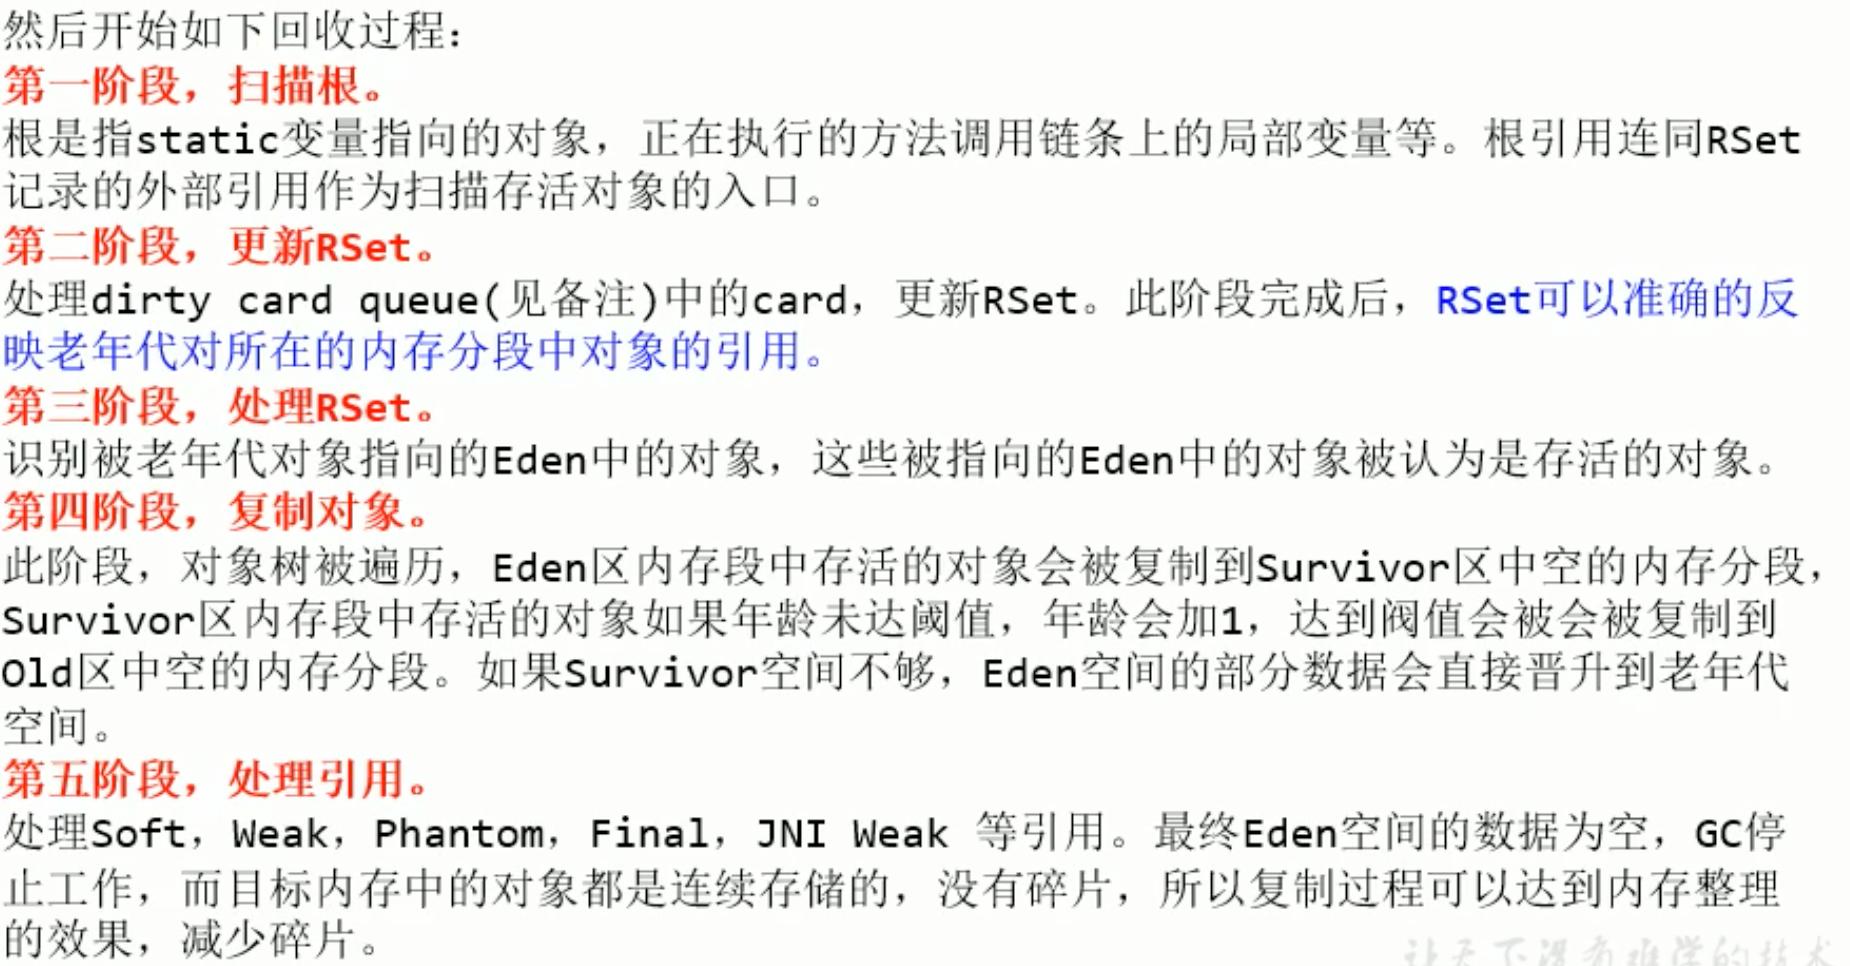 然后开始如下回收过程：
第一阶段，扫描根。
根是指static变量指向的对象，正在执行的方法调用链条上的局部变量等。根引用连同RSet
记录的外部引用作为扫描存活对象的入口。
第二阶段，更新RSet。
处理dirty card queue(见备注)中的card，更新RSet。此阶段完成后，RSet可以准确的反
映老年代对所在的内存分段中对象的引用。
第三阶段，处理RSet。
识别被老年代对象指向的Eden中的对象，这些被指向的Eden中的对象被认为是存活的对象。
第四阶段，复制对象。
此阶段，对象树被遍历，Eden区内存段中存活的对象会被复制到Survivor区中空的内存分段，
Survivor区内存段中存活的对象如果年龄未达阈值，年龄会加1，达到阀值会被会被复制到
Old区中空的内存分段。如果Survivor空间不够，Eden空间的部分数据会直接晋升到老年代
空间。
第五阶段，处理引用。
处理Soft，Weak，Phantom，Final，JNI Weak 等引用。最终Eden空间的数据为空，GC停
止工作，而目标内存中的对象都是连续存储的，没有碎片，所以复制过程可以达到内存整理
的效果，减少碎片。
让天下没有难学的技术